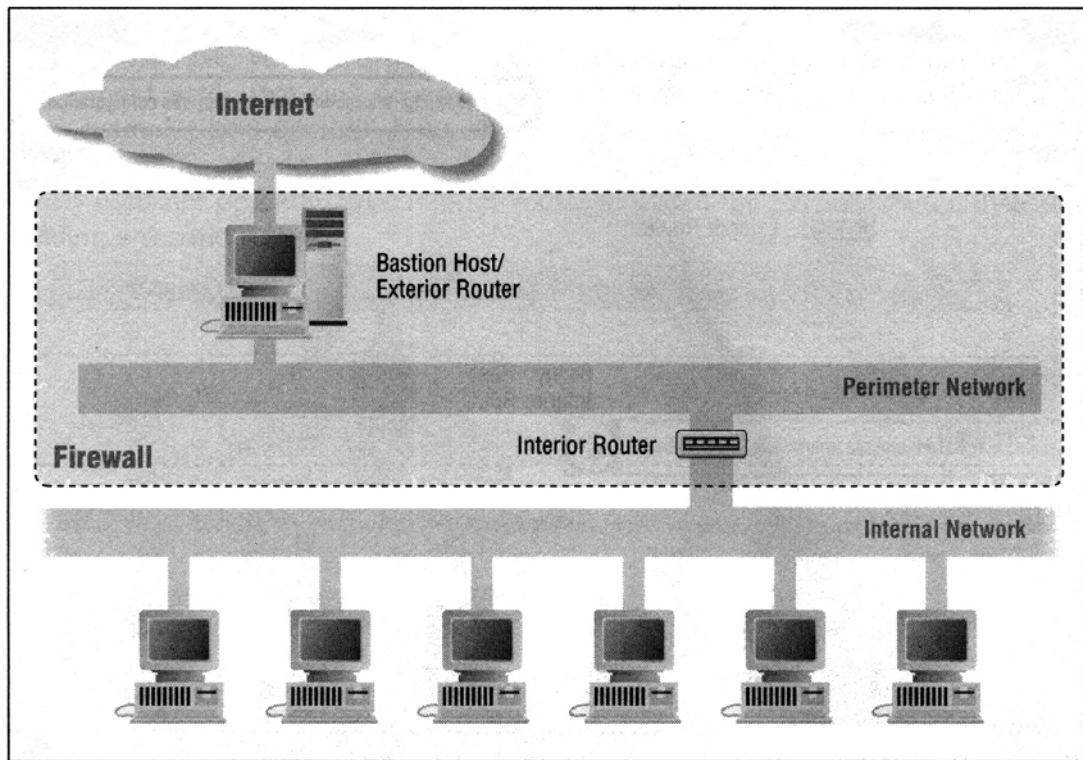 Internet
Bastion Host/
Exterior Router
Perimeter Network
Interior Router
Firewall
Internal Network